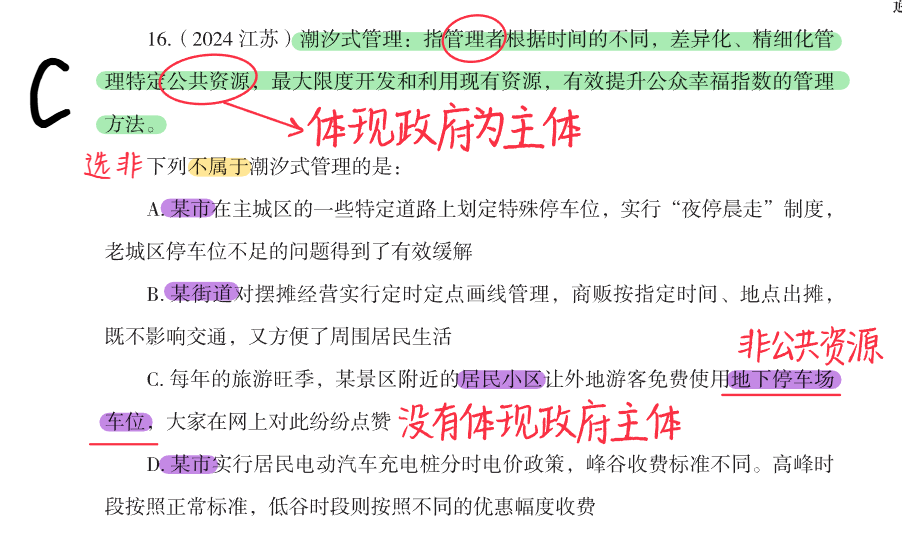 16.（2024 江苏）潮汐式管理：指管理者根据时间的不同，差异化、精细化管
理特定公共资源，最大限度开发和利用现有资源，有效提升公众幸福指数的管理
C
方法。
体现政府为主体
选非
下列不属于潮汐式管理的是：
A. 某市在主城区的一些特定道路上划定特殊停车位，实行“夜停晨走”制度，
老城区停车位不足的问题得到了有效缓解
B. 某街道对摆摊经营实行定时定点画线管理，商贩按指定时间、地点出摊，
既不影响交通，又方便了周围居民生活
非公共资源
C. 每年的旅游旺季，某景区附近的居民小区让外地游客免费使用地下停车场
车位，大家在网上对此纷纷点赞
没有体现政府主体
D. 某市实行居民电动汽车充电桩分时电价政策，峰谷收费标准不同。高峰时
段按照正常标准，低谷时段则按照不同的优惠幅度收费